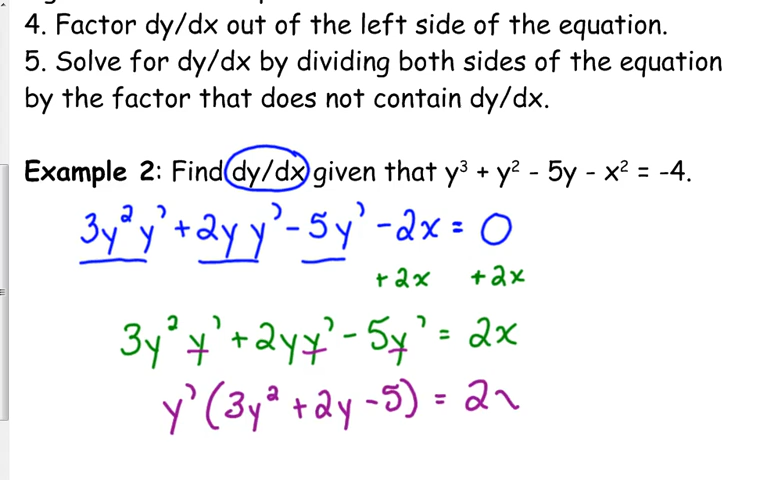 4. Factor dy/dx out of the left side of the equation.
5. Solve for dy/dx by dividing both sides of the equation
by the factor that does not contain dy/dx.
Example 2: Find dy/dx given that y³ + y² - 5y - x² = -4.
3y²y' + 2yy' - 5y' - 2x = 0
+2x +2x
3y²y' + 2yy' - 5y' = 2x
y'(3y² + 2y - 5) = 2